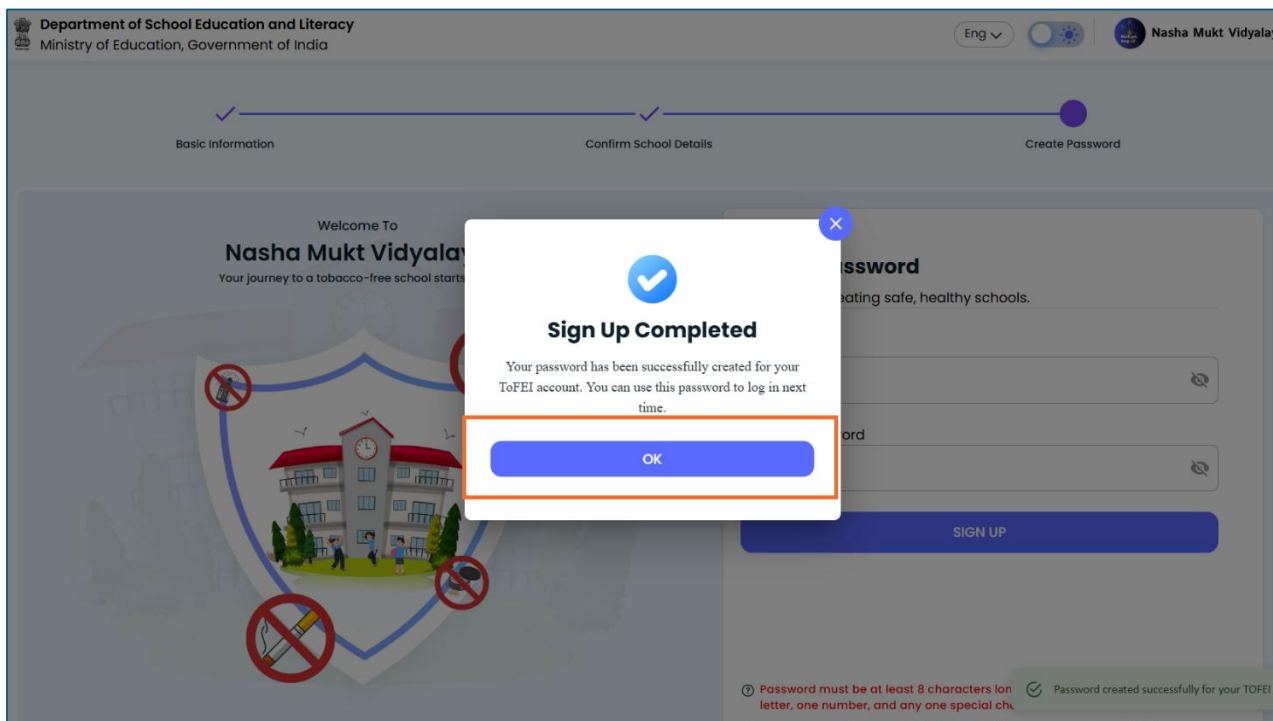 Department of School Education and Literacy
Ministry of Education, Government of India
Eng
Nasha Mukt Vidyalay
Basic Information
Confirm School Details
Create Password
Welcome To
Nasha Mukt Vidyalay
Your journey to a tobacco-free school starts
ssword
eating safe, healthy schools.
Sign Up Completed
Your password has been successfully created for your
ToFEI account. You can use this password to log in next
time.
OK
ord
SIGN UP
Password must be at least 8 characters lon
letter, one number, and any one special
Password created successfully for your TOFEI